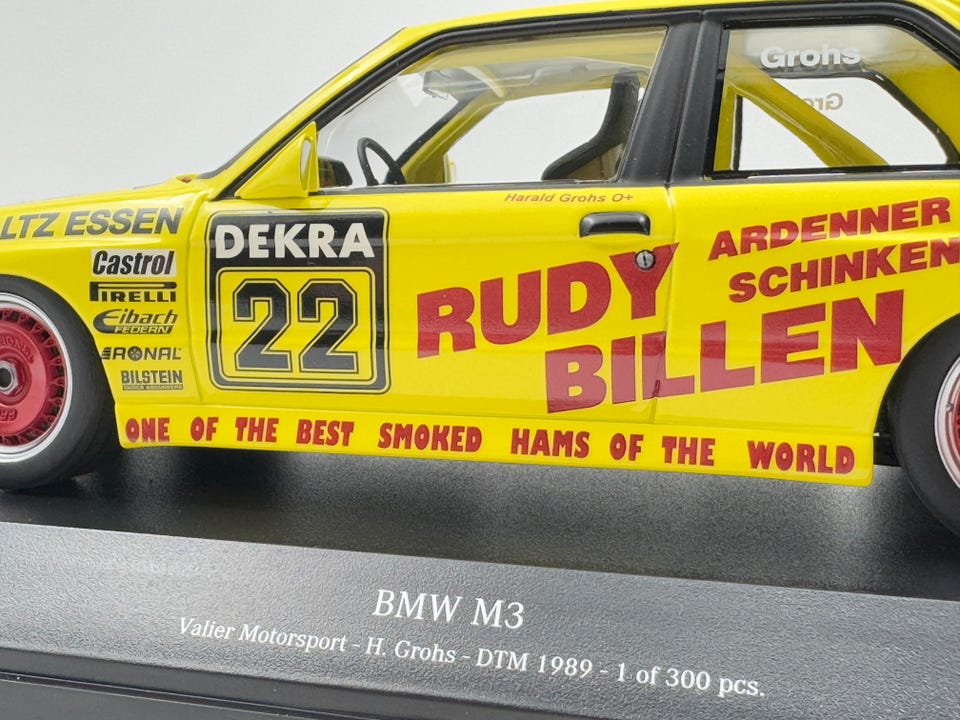 Grohs
Gro
Harald Grohs O+
LTZ ESSEN
Castrol
PIRELLI
Eibach
FEDERN
RONAL
BILSTEIN
DEKRA
22
RUDY
BILLEN
ARDENNER
SCHINKEN
ONE OF THE BEST SMOKED HAMS OF THE WORLD
BMW M3
Valier Motorsport - H. Grohs - DTM 1989 - 1 of 300 pcs.